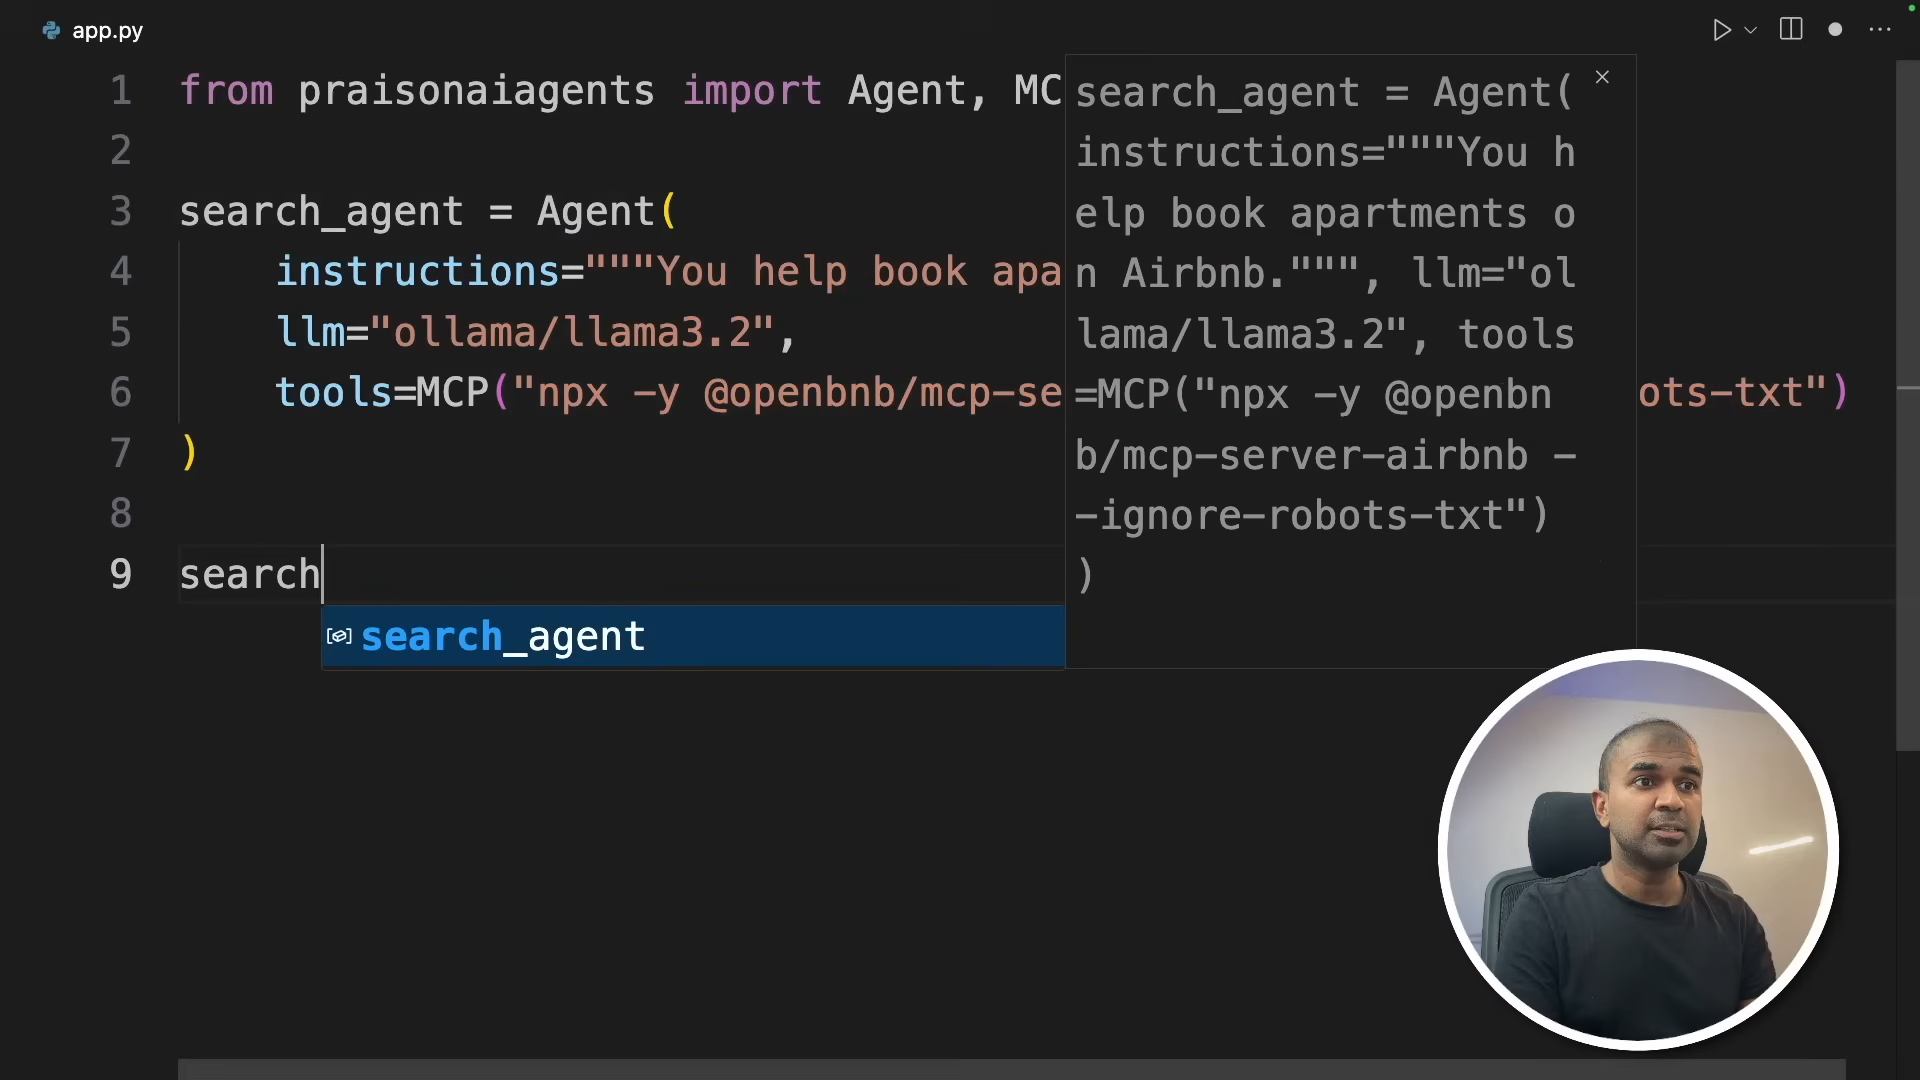 app.py
1 from praisonaiagents import Agent, MC
2
3 search_agent = Agent(
4 instructions="""You help book apa
5 llm="ollama/llama3.2",
6 tools=MCP("npx -y @openbnb/mcp-se ots-txt")
7 )
8
9 search
search_agent
search_agent = Agent(
instructions="""You h
elp book apartments o
n Airbnb.""", llm="ol
lama/llama3.2", tools
=MCP("npx -y @openbn
b/mcp-server-airbnb -
-ignore-robots-txt")
)